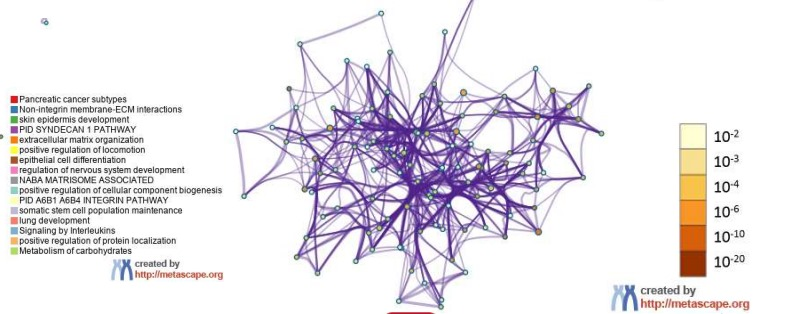 Pancreatic cancer subtypes
Non-integrin membrane-ECM interactions
skin epidermis development
PID SYNDECAN 1 PATHWAY
extracellular matrix organization
positive regulation of locomotion
epithelial cell differentiation
regulation of nervous system development
NABA MATRISOME ASSOCIATED
positive regulation of cellular component biogenesis
PID A6B1 A6B4 INTEGRIN PATHWAY
somatic stem cell population maintenance
lung development
Signaling by Interleukins
positive regulation of protein localization
Metabolism of carbohydrates
created by
http://metascape.org
10-2
10-3
10-4
10-6
10-10
10-20
created by
http://metascape.org